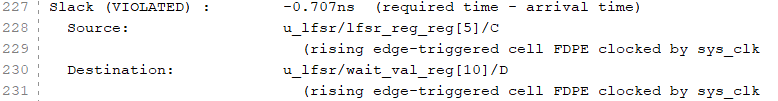 227 Slack (VIOLATED) : -0.707ns (required time - arrival time)
228 Source: u_lfsr/lfsr_reg_reg[5]/C
229 (rising edge-triggered cell FDPE clocked by sys_clk
230 Destination: u_lfsr/wait_val_reg[10]/D
231 (rising edge-triggered cell FDPE clocked by sys_clk